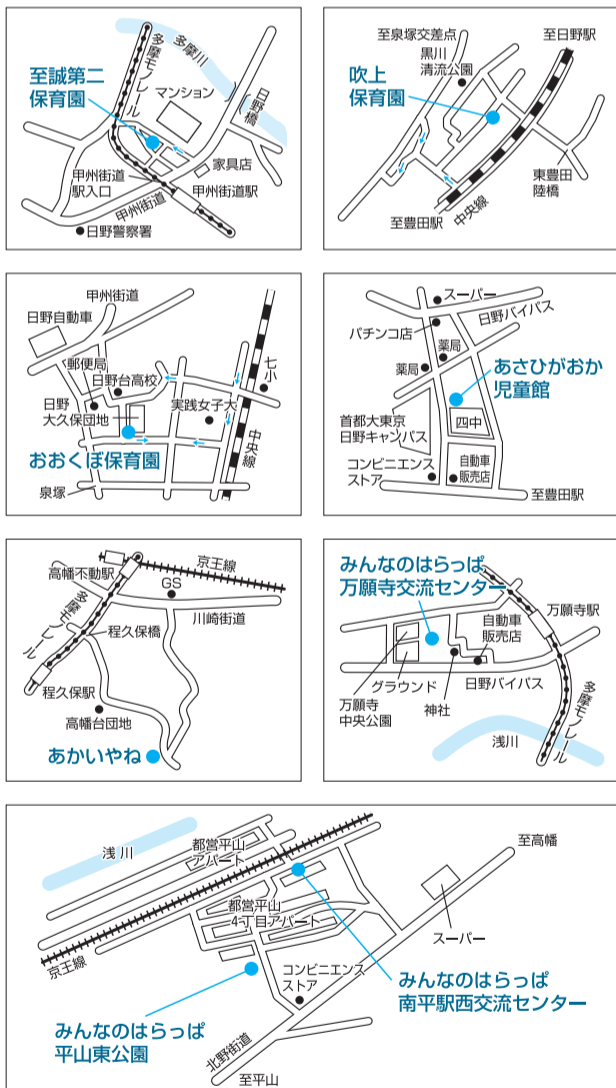 多摩川
多摩モノレール
至誠第二
保育園
マンション
日野橋
家具店
甲州街道
駅入口
甲州街道駅
甲州街道
日野警察署
至泉塚交差点
至日野駅
黒川
清流公園
吹上
保育園
東豊田
陸橋
中央線
至豊田駅
甲州街道
日野自動車
郵便局
日野台高校
七小
日野
大久保団地
実践女子大
おおくぼ保育園
中央線
泉塚
スーパー
日野バイパス
パチンコ店
薬局
薬局
あさひがおか
児童館
首都大東京
日野キャンパス
四中
コンビニエンス
ストア
自動車
販売店
至豊田駅
京王線
高幡不動駅
GS
多摩モノレール
川崎街道
程久保橋
程久保駅
高幡台団地
あかいやね
みんなのはらっぱ
万願寺交流センター
万願寺駅
自動車
販売店
グラウンド
日野バイパス
万願寺
中央公園
神社
多摩モノレール
浅川
至高幡
浅川
都営平山
アパート
都営平山
4丁目アパート
スーパー
京王線
コンビニエンス
ストア
みんなのはらっぱ
南平駅西交流センター
みんなのはらっぱ
平山東公園
北野街道
至平山